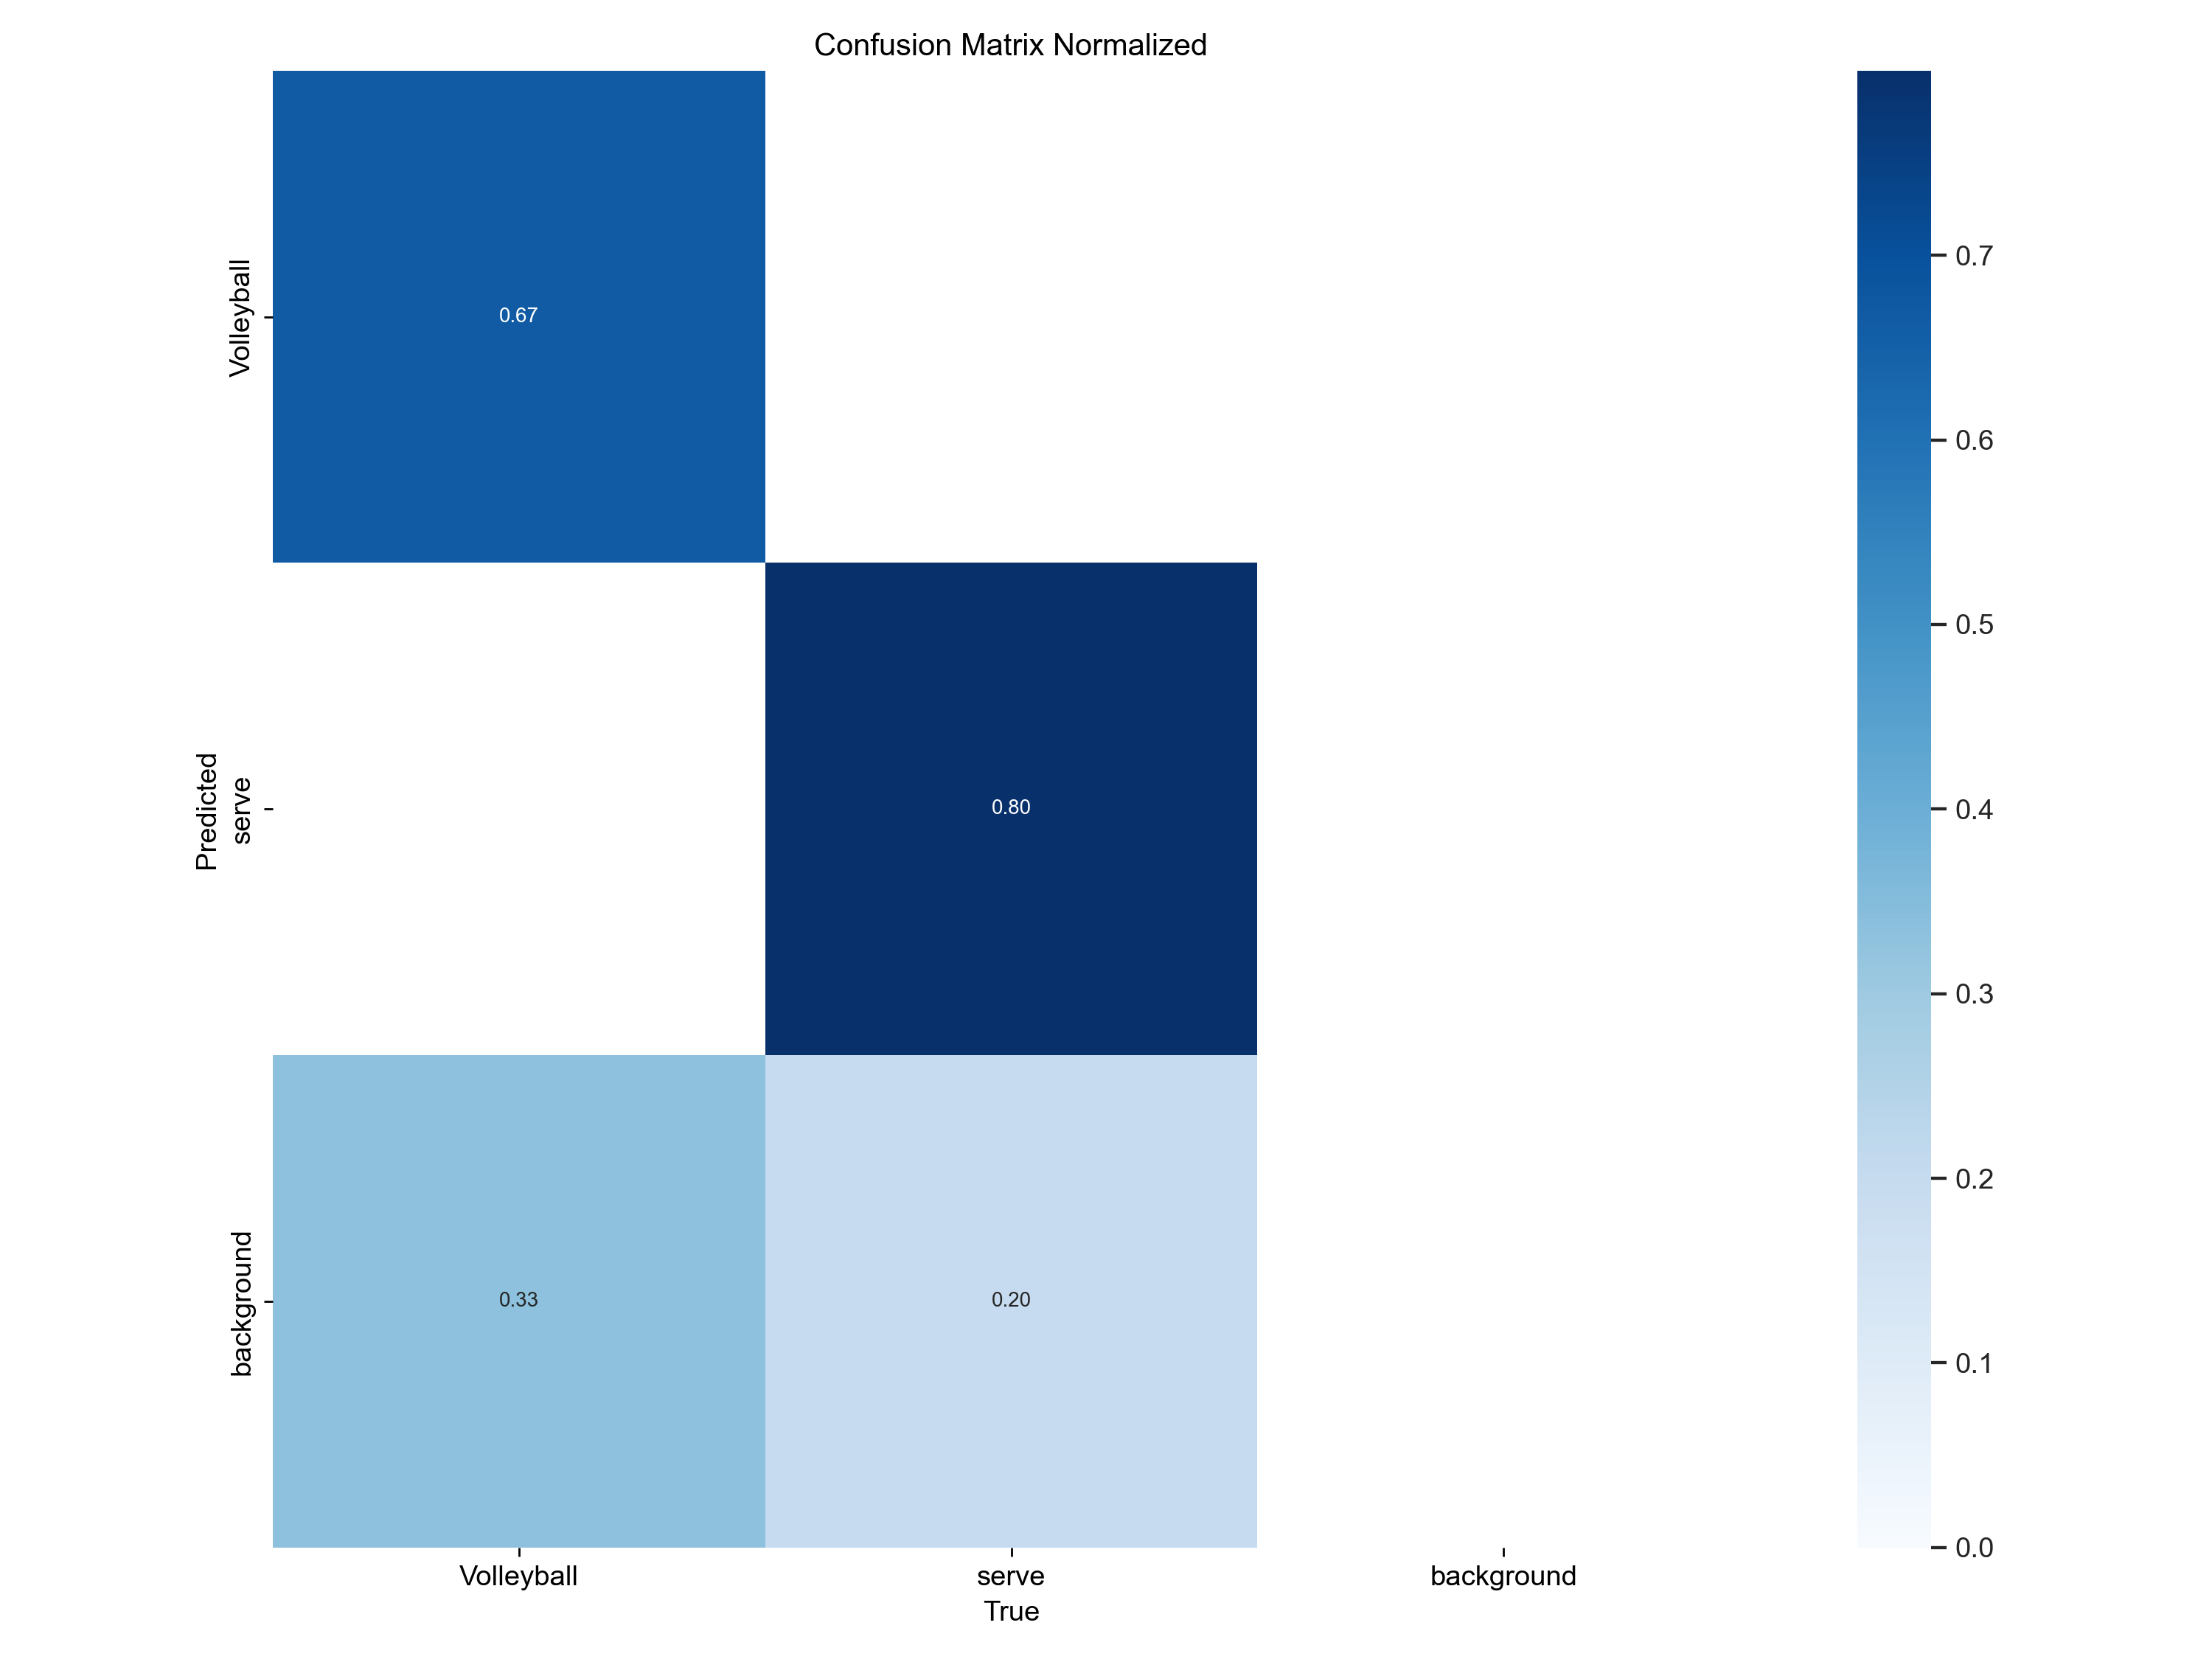 Confusion Matrix Normalized
Volleyball
0.67
0.7
0.6
0.5
Predicted
serve
0.80
0.4
0.3
background
0.33
0.20
0.2
0.1
0.0
Volleyball
serve
background
True